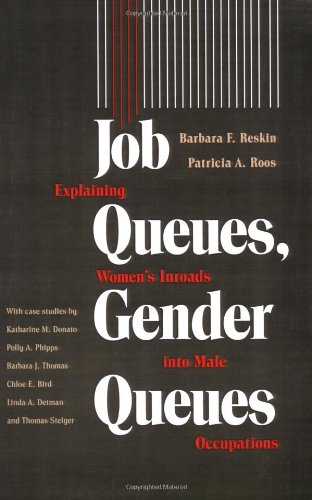 Barbara F. Reskin
Patricia A. Roos
Job
Explaining
Queues,
Women's Inroads
Gender
into Male
Queues
Occupations
With case studies by
Katharine M. Donato
Polly A. Phipps
Barbara J. Thomas
Chloe E. Bird
Linda A. Detman
and Thomas Steiger